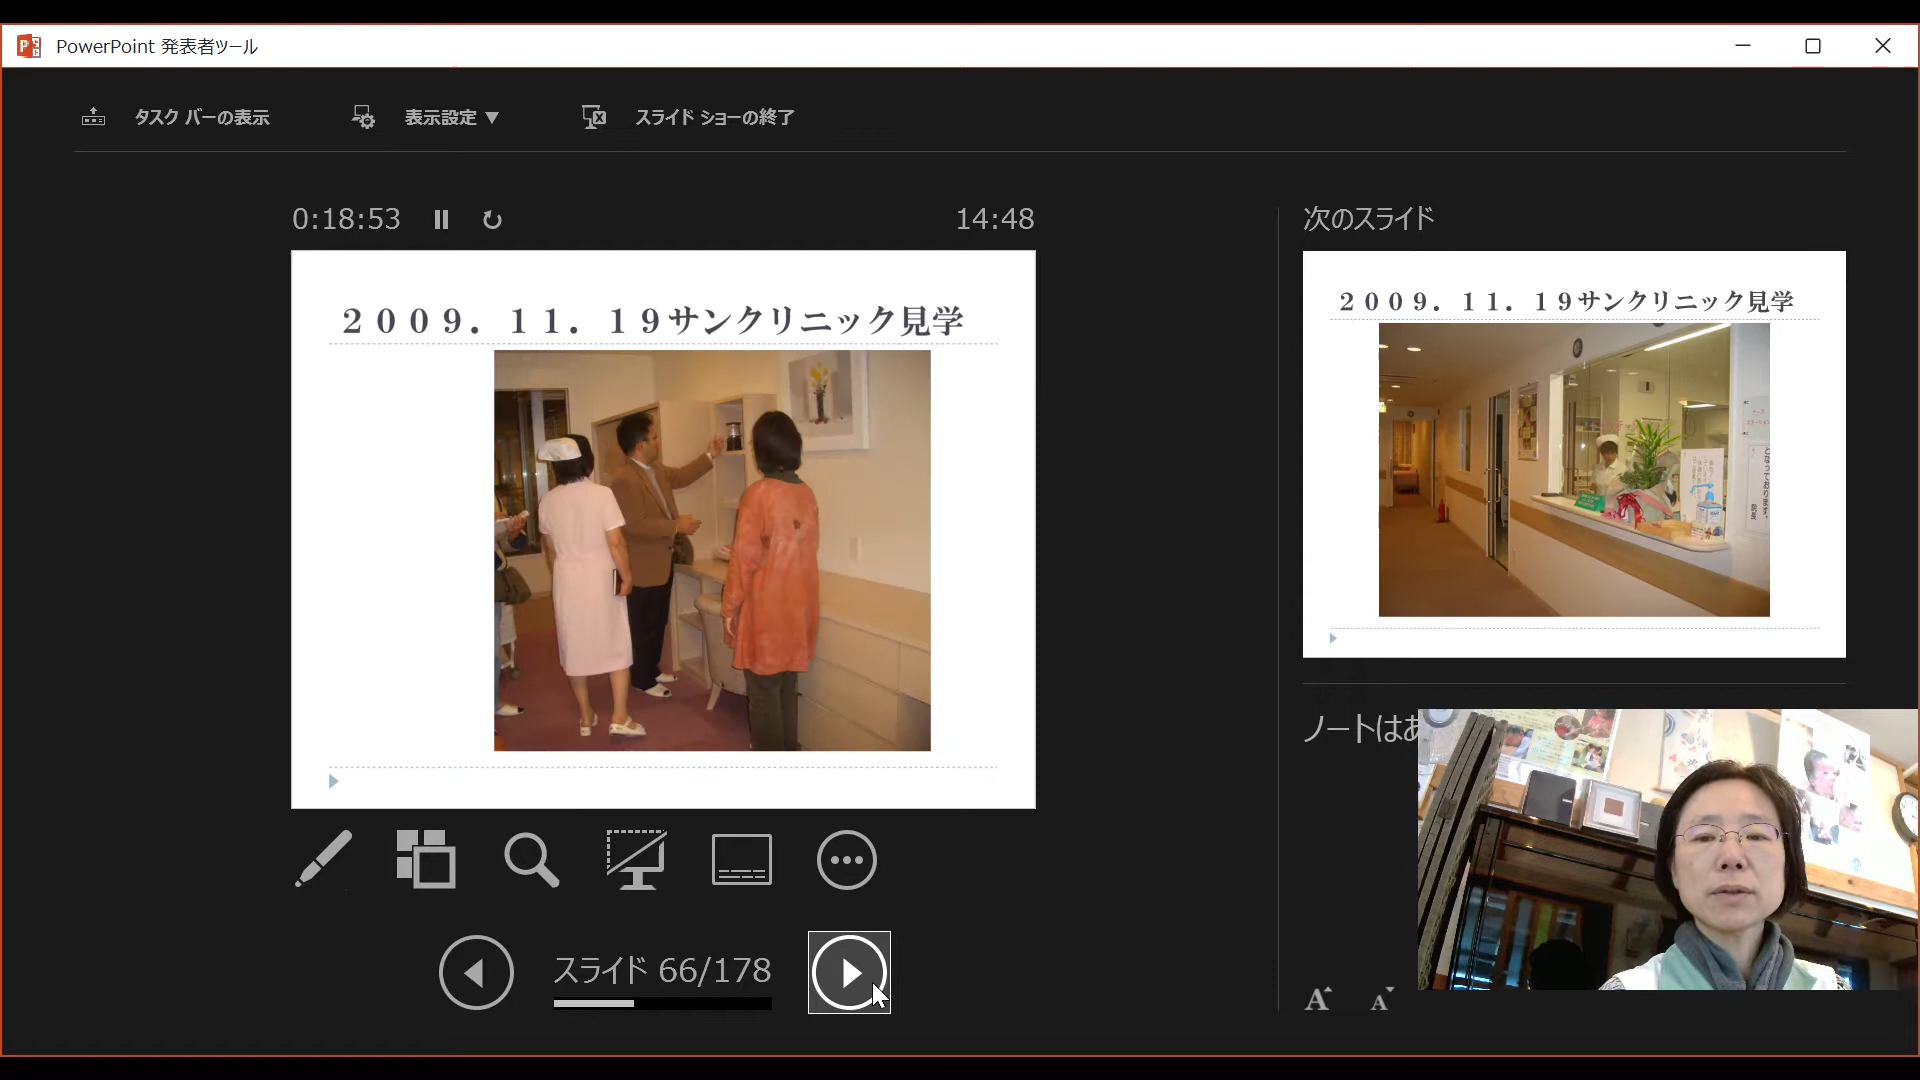 PowerPoint 発表者ツール
タスク バーの表示
表示設定 ▼
スライド ショーの終了
0:18:53
14:48
２００９．１１．１９サンクリニック見学
スライド 66/178
次のスライド
２００９．１１．１９サンクリニック見学
ノートはあ
A
A